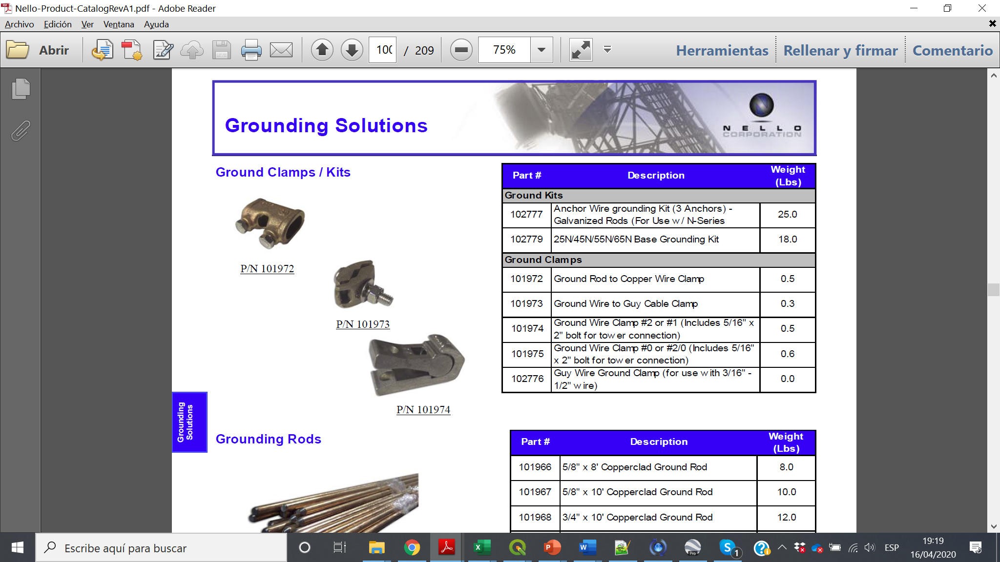 Nello-Product-CatalogRevA1.pdf - Adobe Reader
Archivo Edición Ver Ventana Ayuda
Abrir
100 / 209
75%
Herramientas
Rellenar y firmar
Comentario
Grounding Solutions
NELLO
CORPORATION
Ground Clamps / Kits
P/N 101972
P/N 101973
P/N 101974
Part # Description Weight (Lbs)
Ground Kits
102777 Anchor Wire grounding Kit (3 Anchors) - 25.0
Galvanized Rods (For Use w/ N-Series
102779 25N/45N/55N/65N Base Grounding Kit 18.0
Ground Clamps
101972 Ground Rod to Copper Wire Clamp 0.5
101973 Ground Wire to Guy Cable Clamp 0.3
101974 Ground Wire Clamp #2 or #1 (Includes 5/16" x 0.5
2" bolt for tower connection)
101975 Ground Wire Clamp #0 or #2/0 (Includes 5/16" 0.6
x 2" bolt for tower connection)
102776 Guy Wire Ground Clamp (for use with 3/16" - 0.0
1/2" wire)
Grounding
Solutions
Grounding Rods
Part # Description Weight (Lbs)
101966 5/8" x 8' Copperclad Ground Rod 8.0
101967 5/8" x 10' Copperclad Ground Rod 10.0
101968 3/4" x 10' Copperclad Ground Rod 12.0
Escribe aquí para buscar
Pro
1
ESP
19:19
16/04/2020